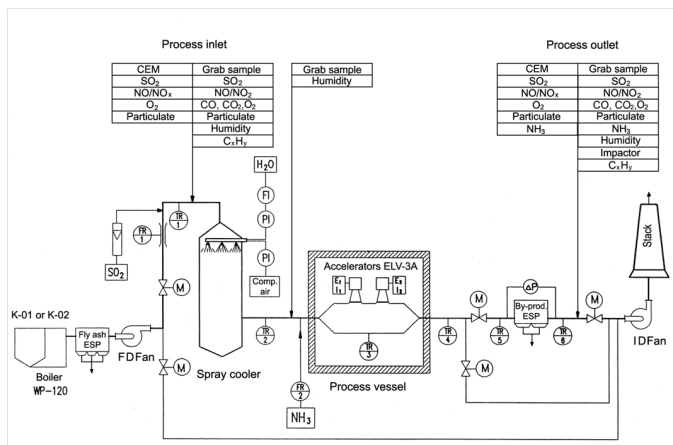 Process inlet
Process outlet
CEM Grab sample
SO₂ SO₂
NO/NOₓ NO/NO₂
O₂ CO, CO₂,O₂
Particulate Particulate
Humidity
CₓHᵧ
Grab sample
Humidity
CEM Grab sample
SO₂ SO₂
NO/NOₓ NO/NO₂
O₂ CO, CO₂,O₂
Particulate Particulate
NH₃ NH₃
Humidity
Impactor
CₓHᵧ
H₂O
FI
PI
PI
Comp.
air
TR
1
FR
1
SO₂
M
K-01 or K-02
Fly ash
ESP
FDFan
Boiler
WP-120
M
Spray cooler
TR
2
FR
2
NH₃
Accelerators ELV-3A
E₁
I₁
E₂
I₂
TR
3
Process vessel
TR
4
M
TR
5
ΔP
By-prod.
ESP
TR
6
M
M
Stack
IDFan